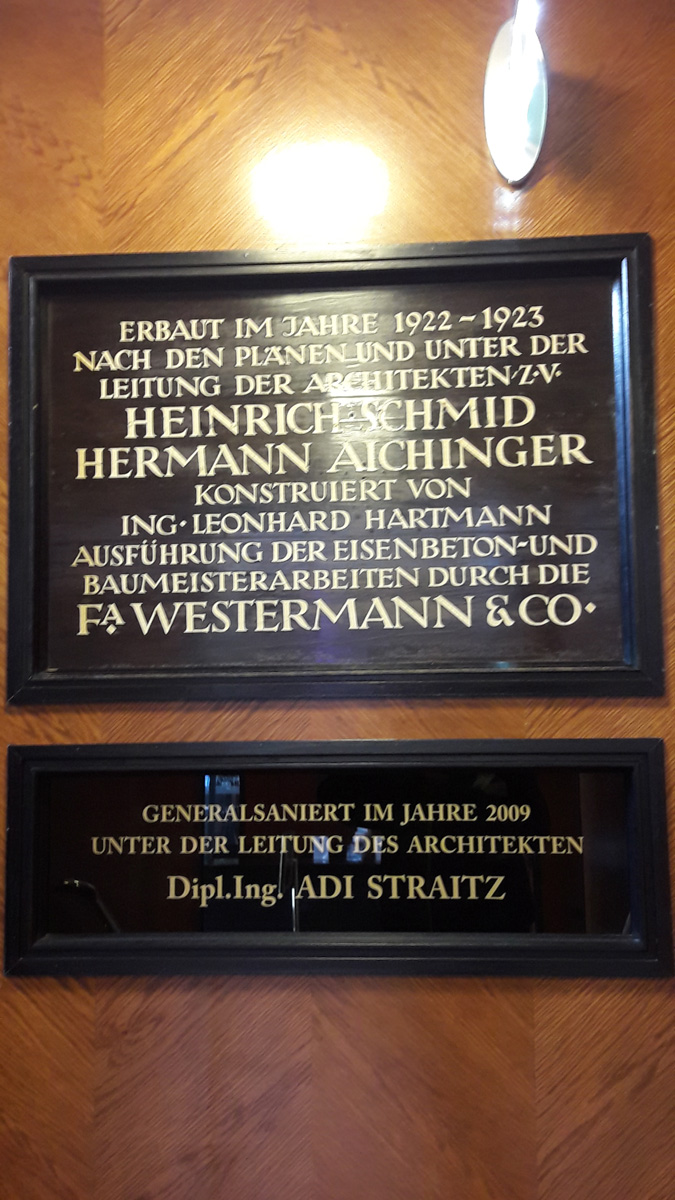 ERBAUT IM JAHRE 1922 – 1923
NACH DEN PLÄNEN UND UNTER DER
LEITUNG DER ARCHITEKTEN Z.V.
HEINRICH SCHMID
HERMANN AICHINGER
KONSTRUIERT VON
ING· LEONHARD HARTMANN
AUSFÜHRUNG DER EISENBETON-UND
BAUMEISTERARBEITEN DURCH DIE
FA. WESTERMANN & CO·
GENERALSANIERT IM JAHRE 2009
UNTER DER LEITUNG DES ARCHITEKTEN
Dipl.Ing. ADI STRAITZ